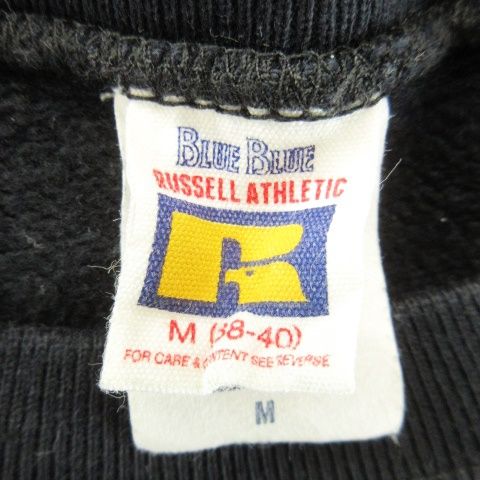 BLUE BLUE
RUSSELL ATHLETIC
M (38-40)
FOR CARE & CONTENT SEE REVERSE
M